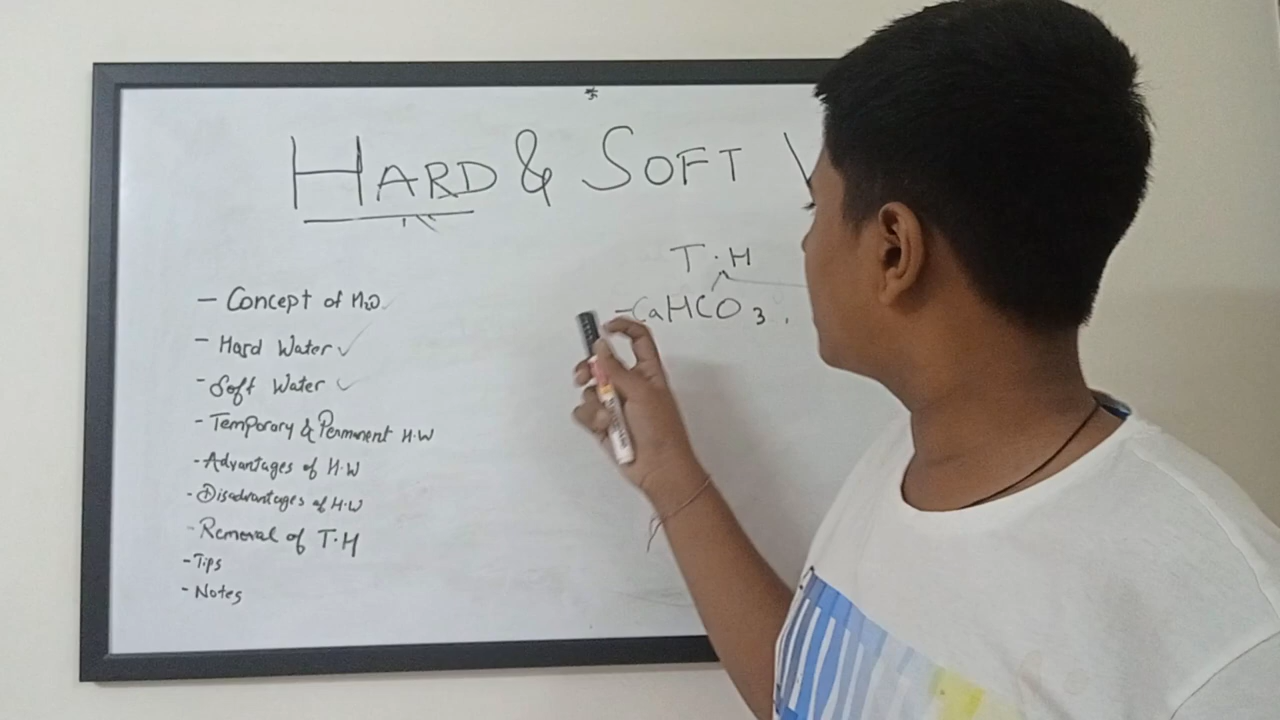 HARD & SOFT W
T.H
- CaHCO3.
- Concept of H2O
- Hard Water ✓
- Soft Water ✓
- Temporary & Permanent H.W
- Advantages of H.W
- Disadvantages of H.W
- Removal of T.H
- Tips
- Notes